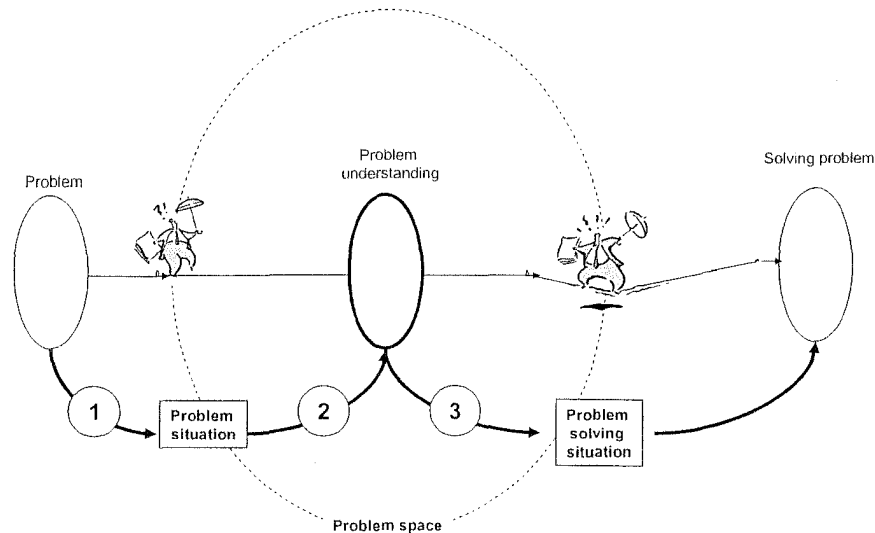 Problem
understanding
Solving problem
Problem
?!
1
Problem
situation
2
3
Problem
solving
situation
Problem space